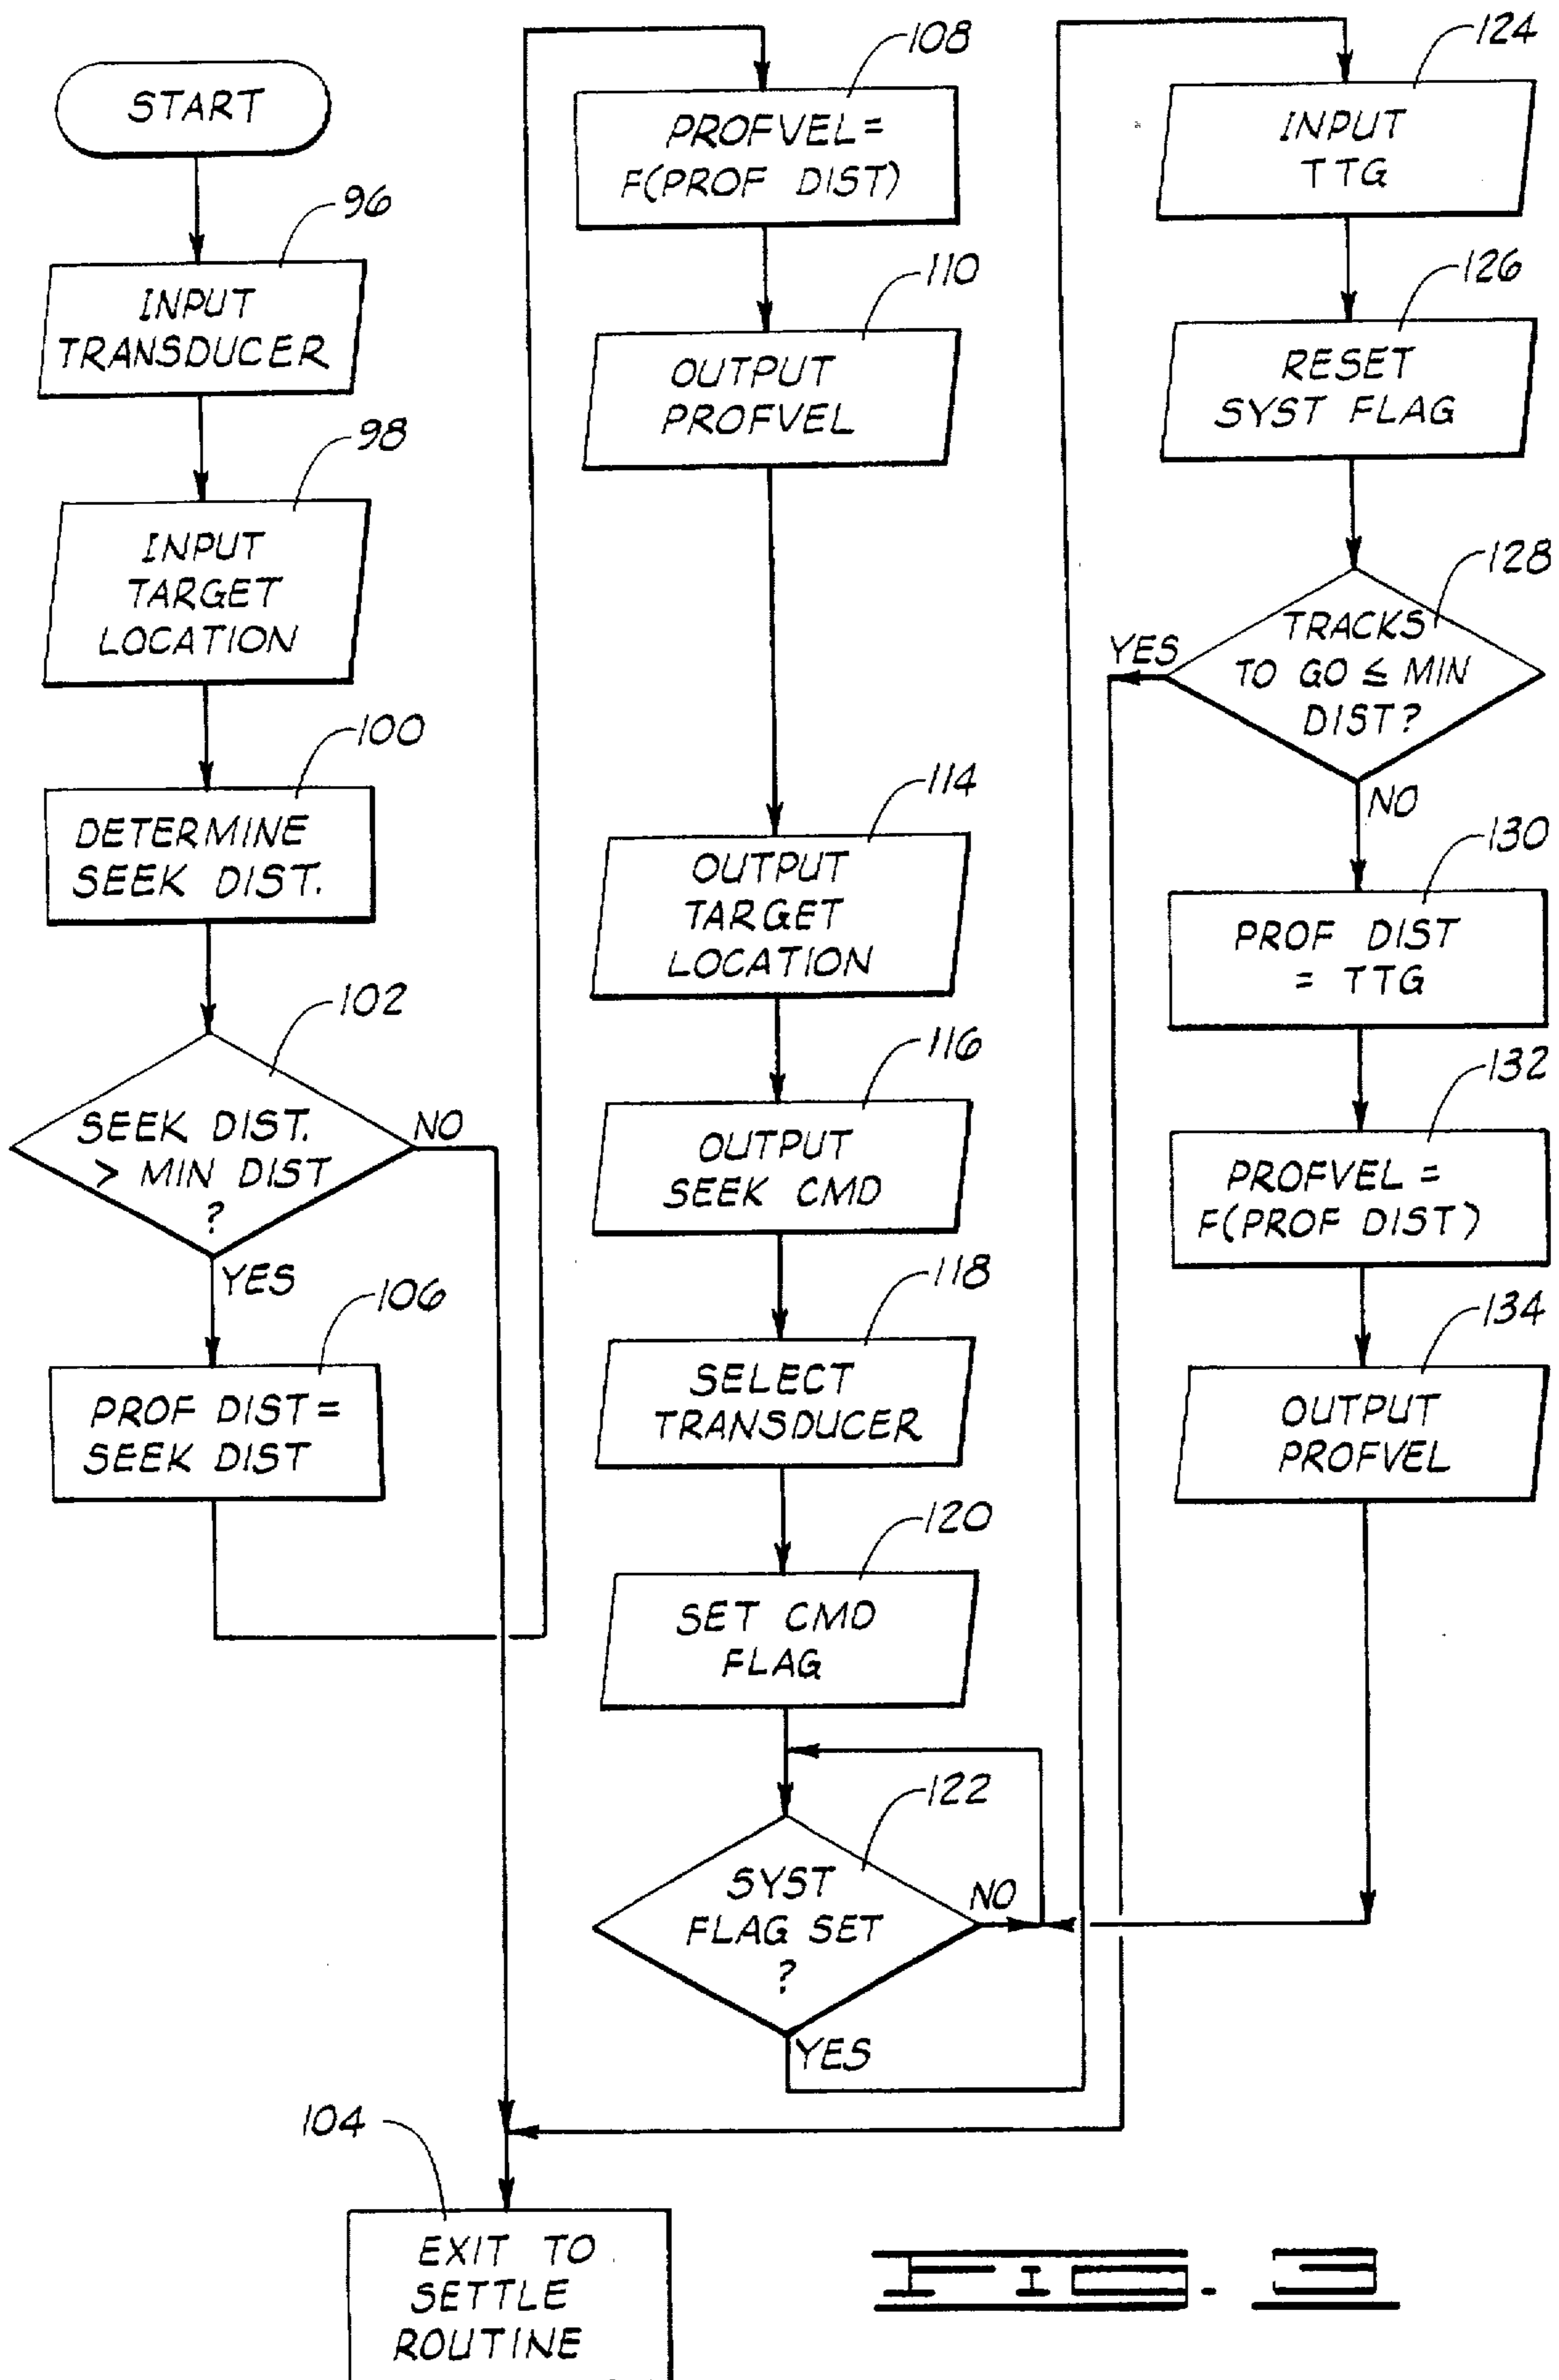 START
96
INPUT
TRANSDUCER
98
INPUT
TARGET
LOCATION
100
DETERMINE
SEEK DIST.
102
SEEK DIST.
> MIN DIST
?
NO
YES
106
PROF DIST =
SEEK DIST
108
PROFVEL =
F(PROF DIST)
110
OUTPUT
PROFVEL
114
OUTPUT
TARGET
LOCATION
116
OUTPUT
SEEK CMD
118
SELECT
TRANSDUCER
120
SET CMD
FLAG
122
SYST
FLAG SET
?
NO
YES
124
INPUT
TTG
126
RESET
SYST FLAG
128
TRACKS
TO GO ≤ MIN
DIST?
YES
NO
130
PROF DIST
= TTG
132
PROFVEL =
F(PROF DIST)
134
OUTPUT
PROFVEL
104
EXIT TO
SETTLE
ROUTINE